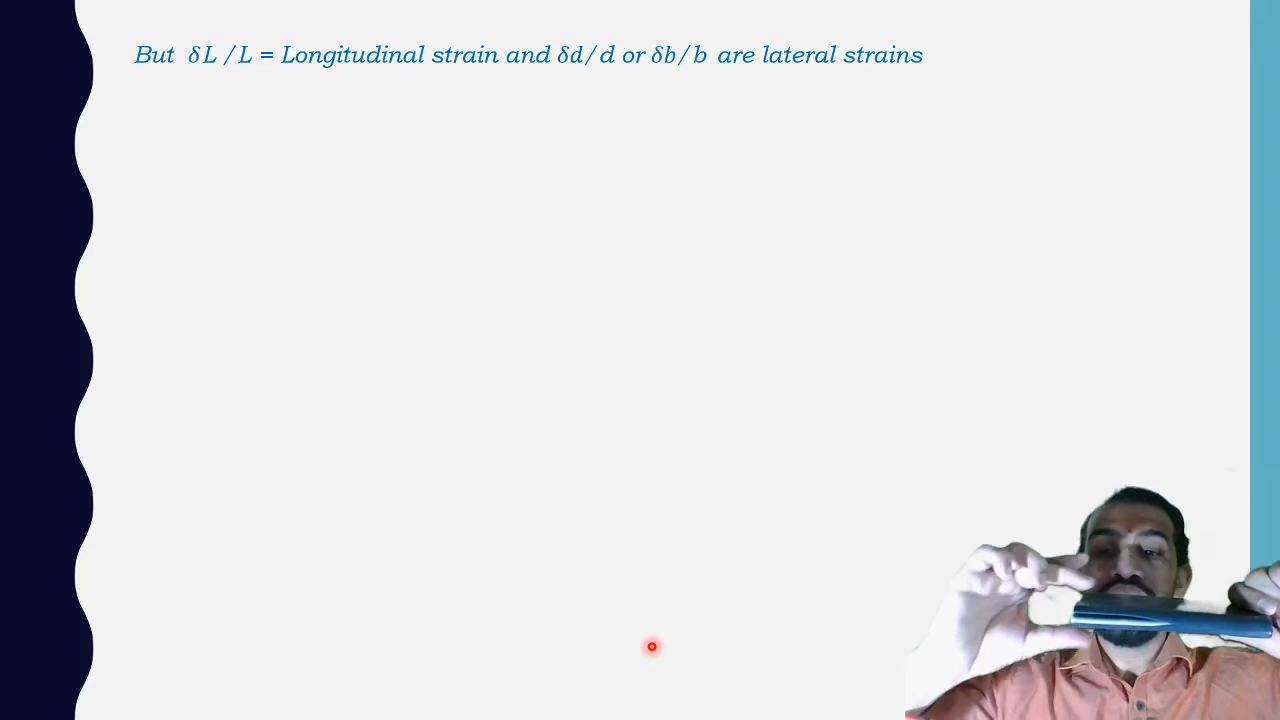 But δL /L = Longitudinal strain and δd/d or δb/b are lateral strains